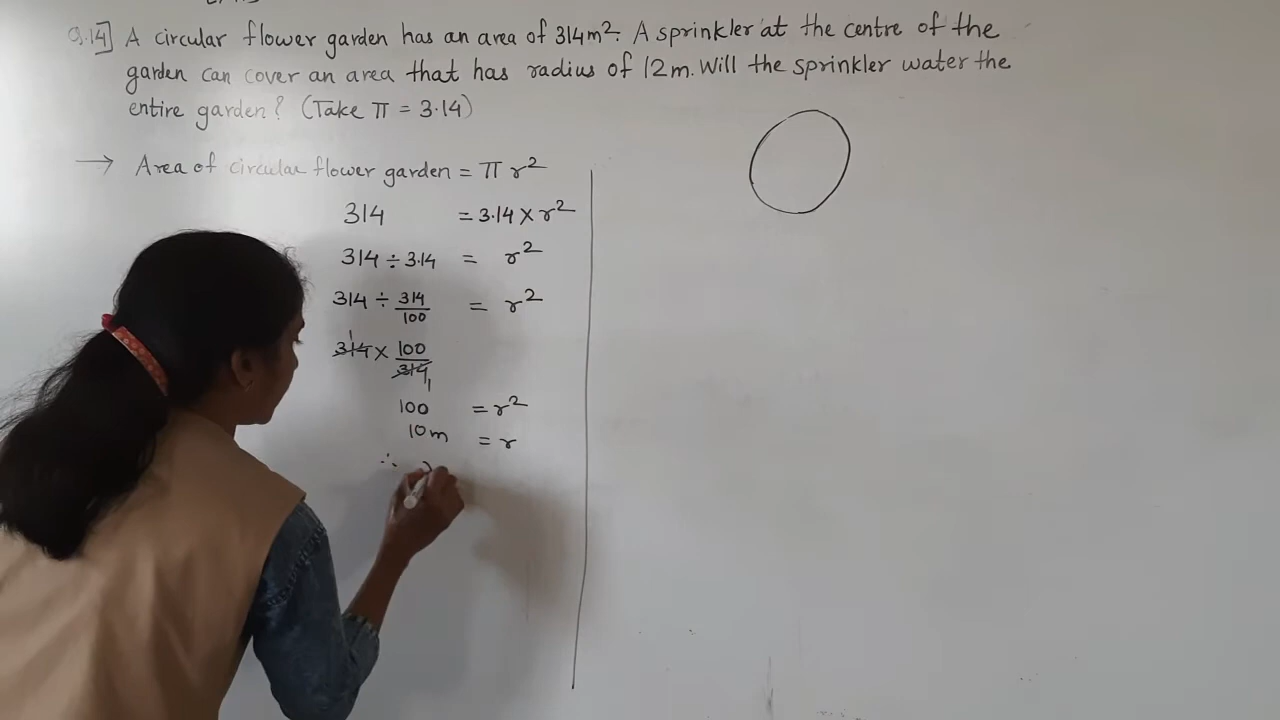 Q.14] A circular flower garden has an area of 314m². A sprinkler at the centre of the
garden can cover an area that has radius of 12m. Will the sprinkler water the
entire garden? (Take π = 3.14)
→ Area of circular flower garden = π r²
314 = 3.14 × r²
314 ÷ 3.14 = r²
314 ÷ 314/100 = r²
314 1 × 100/314 1
100 = r²
10m = r
∴